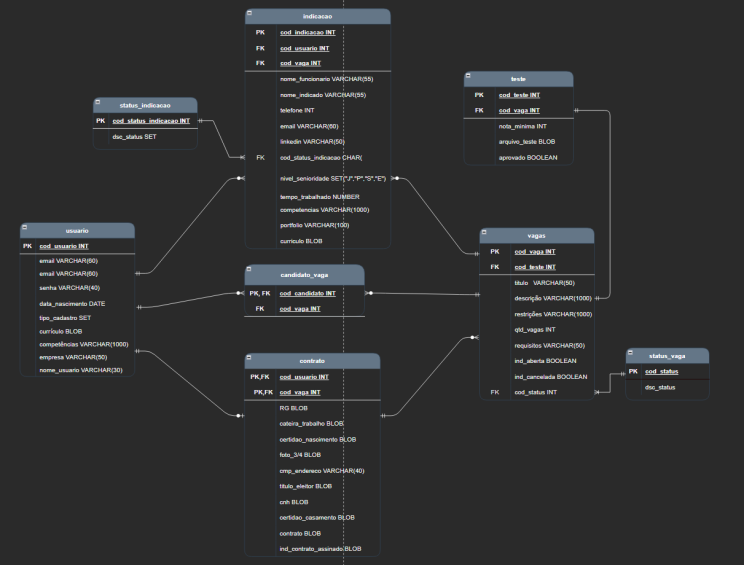 indicacao
PK cod_indicacao INT
FK cod_usuario INT
FK cod_vaga INT
nome_funcionario VARCHAR(55)
nome_indicado VARCHAR(55)
telefone INT
email VARCHAR(60)
linkedin VARCHAR(50)
FK cod_status_indicacao CHAR(
nivel_senioridade SET("J","P","S","E")
tempo_trabalhado NUMBER
competencias VARCHAR(1000)
portfolio VARCHAR(100)
curriculo BLOB
status_indicacao
PK cod_status_indicacao INT
dsc_status SET
teste
PK cod_teste INT
FK cod_vaga INT
nota_minima INT
arquivo_teste BLOB
aprovado BOOLEAN
usuario
PK cod_usuario INT
email VARCHAR(60)
email VARCHAR(60)
senha VARCHAR(40)
data_nascimento DATE
tipo_cadastro SET
currículo BLOB
competências VARCHAR(1000)
empresa VARCHAR(50)
nome_usuario VARCHAR(30)
candidato_vaga
PK, FK cod_candidato INT
FK cod_vaga INT
vagas
PK cod_vaga INT
FK cod_teste INT
titulo VARCHAR(50)
descrição VARCHAR(1000)
restrições VARCHAR(1000)
qtd_vagas INT
requisitos VARCHAR(50)
ind_aberta BOOLEAN
ind_cancelada BOOLEAN
FK cod_status INT
status_vaga
PK cod_status
dsc_status
contrato
PK,FK cod_usuario INT
PK,FK cod_vaga INT
RG BLOB
cateira_trabalho BLOB
certidao_nascimento BLOB
foto_3/4 BLOB
cmp_endereco VARCHAR(40)
titulo_eleitor BLOB
cnh BLOB
certidao_casamento BLOB
contrato BLOB
ind_contrato_assinado BLOB